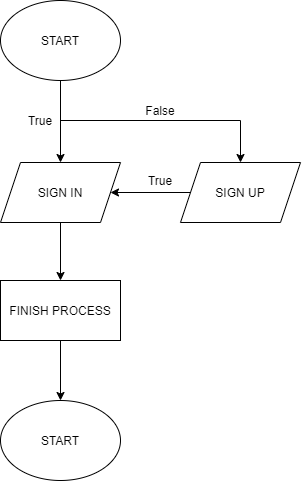 START
False
True
True
SIGN IN
SIGN UP
FINISH PROCESS
START